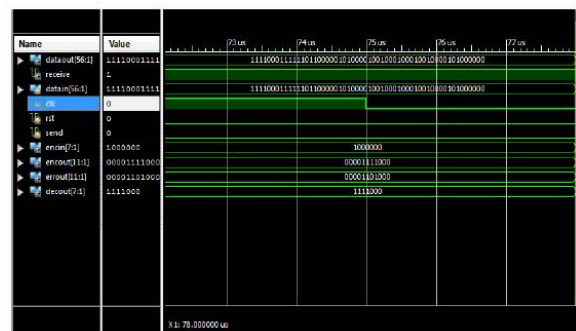 Name Value 73 us 74 us 75 us 76 us 77 us
dataout[56:1] 11110001111
receive 1
datain[56:1] 11110001111
clk 0
rst 0
send 0
encin[7:1] 1000000 1000000
encout[11:1] 00001111000 00001111000
errout[11:1] 00001101000 00001101000
decout[7:1] 1111000 1111000
X1: 78.000000 us